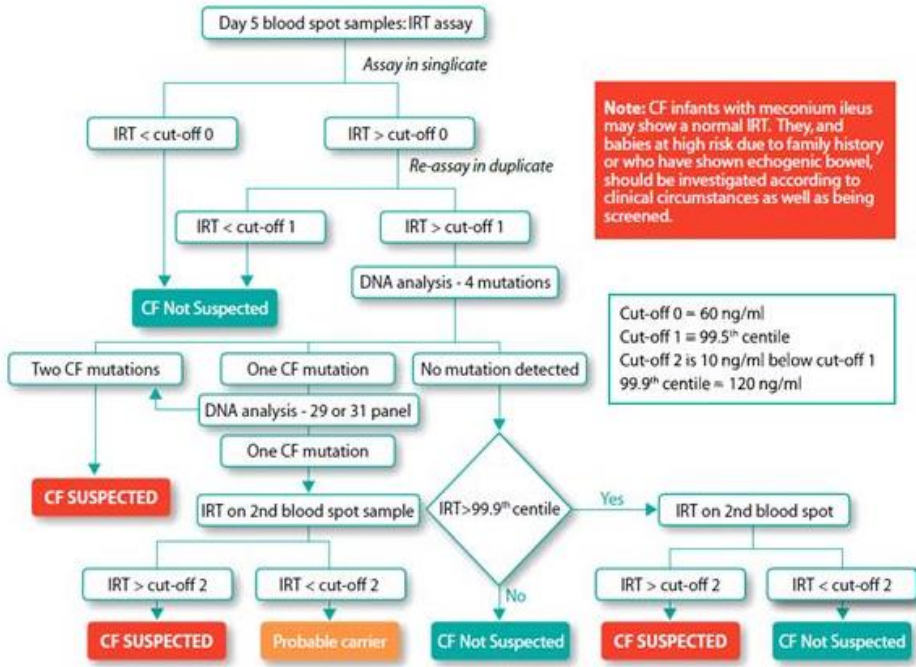 Day 5 blood spot samples: IRT assay
Assay in singlicate
IRT < cut-off 0
IRT > cut-off 0
Re-assay in duplicate
IRT < cut-off 1
IRT > cut-off 1
CF Not Suspected
DNA analysis - 4 mutations
Note: CF infants with meconium ileus
may show a normal IRT. They, and
babies at high risk due to family history
or who have shown echogenic bowel,
should be investigated according to
clinical circumstances as well as being
screened.
Cut-off 0 = 60 ng/ml
Cut-off 1 = 99.5th centile
Cut-off 2 is 10 ng/ml below cut-off 1
99.9th centile = 120 ng/ml
Two CF mutations
One CF mutation
No mutation detected
DNA analysis - 29 or 31 panel
One CF mutation
CF SUSPECTED
IRT on 2nd blood spot sample
IRT>99.9th centile
Yes
IRT on 2nd blood spot
No
IRT > cut-off 2
IRT < cut-off 2
IRT > cut-off 2
IRT < cut-off 2
CF SUSPECTED
Probable carrier
CF Not Suspected
CF SUSPECTED
CF Not Suspected